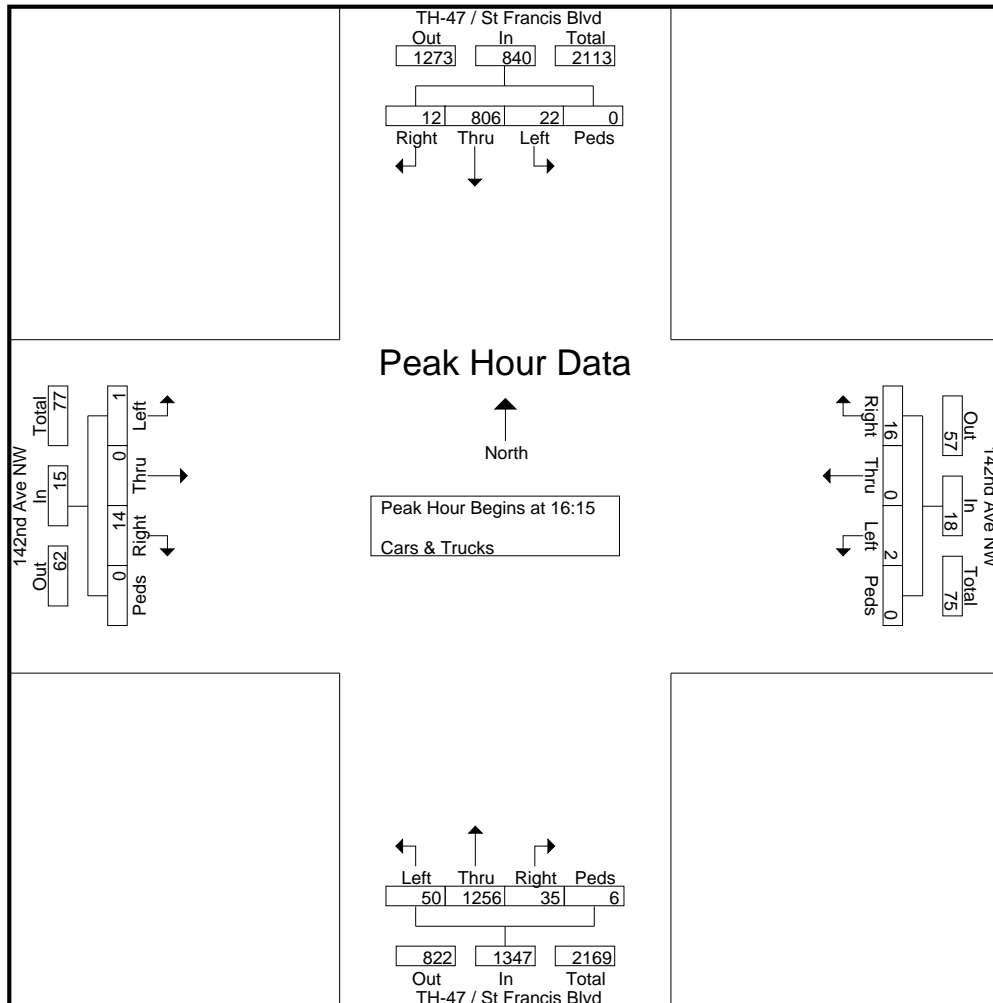 TH-47 / St Francis Blvd
Out In Total
1273 840 2113
12 806 22 0
Right Thru Left Peds
Peak Hour Data
North
Peak Hour Begins at 16:15
Cars & Trucks
142nd Ave NW
Total In Out
77 15 62
1 0 14 0
Left Thru Right Peds
142nd Ave NW
Out In Total
57 18 75
16 0 2 0
Right Thru Left Peds
Left Thru Right Peds
50 1256 35 6
822 1347 2169
Out In Total
TH-47 / St Francis Blvd